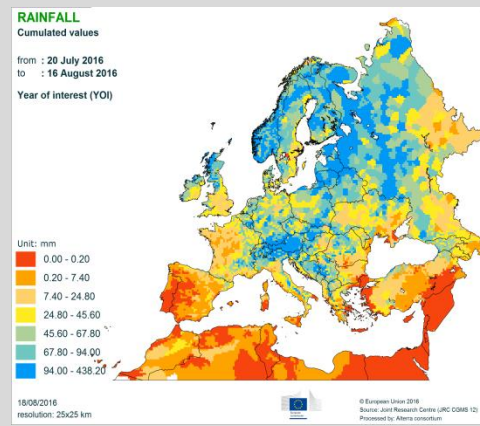 RAINFALL
Cumulated values
from : 20 July 2016
to : 16 August 2016
Year of interest (YOI)
Unit: mm
0.00 - 0.20
0.20 - 7.40
7.40 - 24.80
24.80 - 45.60
45.60 - 67.80
67.80 - 94.00
94.00 - 438.20
18/08/2016
resolution: 25x25 km
© European Union 2016
Source: Joint Research Centre (JRC CGMS 12)
Processed by: Alterra consortium